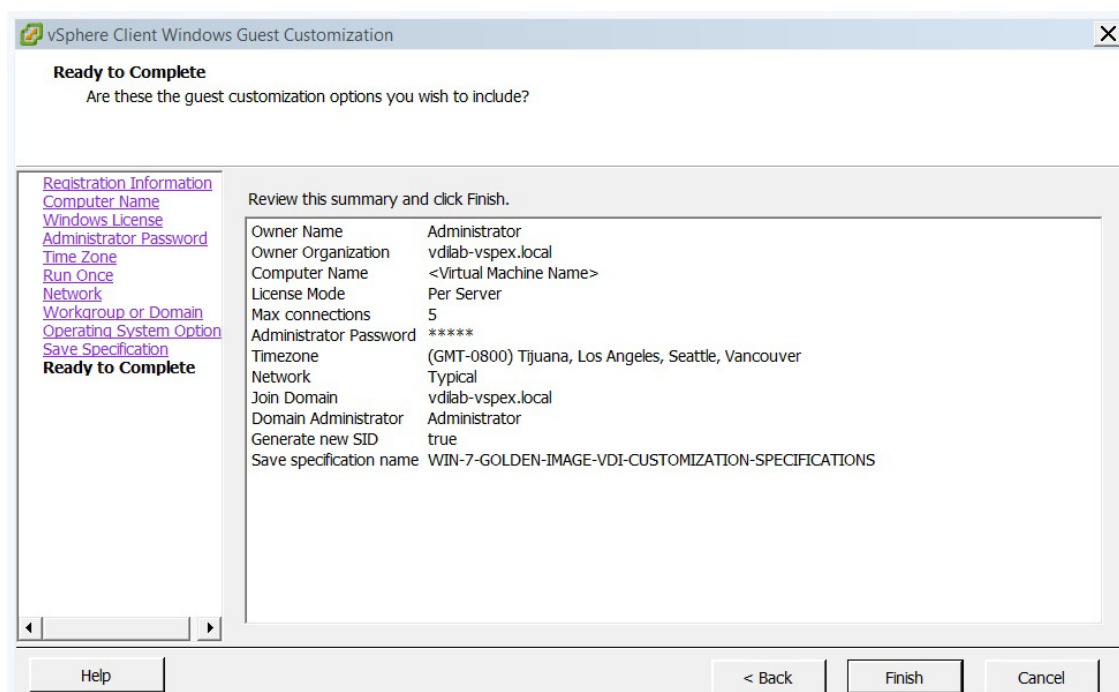 vSphere Client Windows Guest Customization
Ready to Complete
Are these the guest customization options you wish to include?
Registration Information
Computer Name
Windows License
Administrator Password
Time Zone
Run Once
Network
Workgroup or Domain
Operating System Option
Save Specification
Ready to Complete
Review this summary and click Finish.
Owner Name Administrator
Owner Organization vdilab-vspex.local
Computer Name <Virtual Machine Name>
License Mode Per Server
Max connections 5
Administrator Password *****
Timezone (GMT-0800) Tijuana, Los Angeles, Seattle, Vancouver
Network Typical
Join Domain vdilab-vspex.local
Domain Administrator Administrator
Generate new SID true
Save specification name WIN-7-GOLDEN-IMAGE-VDI-CUSTOMIZATION-SPECIFICATIONS
Help < Back Finish Cancel